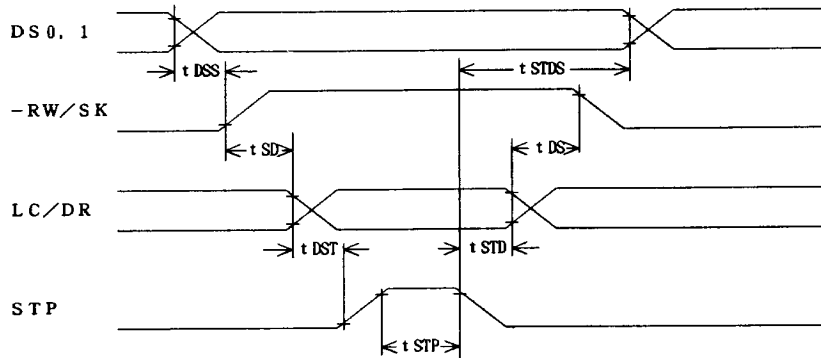 DS0, 1
t DSS
t STDS
-RW/SK
t SD
t DS
LC/DR
t DST
t STD
STP
t STP